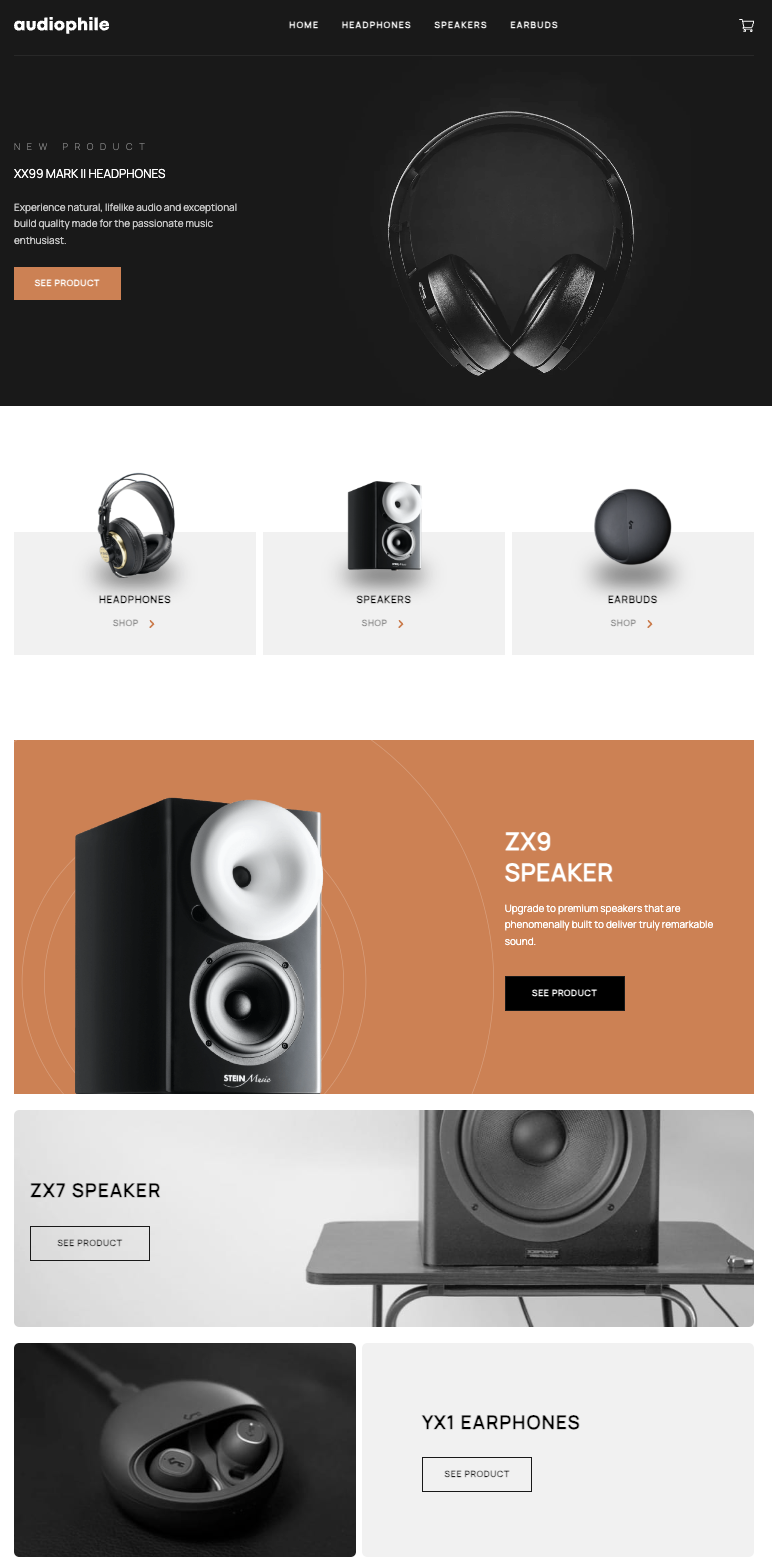 audiophile
HOME HEADPHONES SPEAKERS EARBUDS
NEW PRODUCT
XX99 MARK II HEADPHONES
Experience natural, lifelike audio and exceptional
build quality made for the passionate music
enthusiast.
SEE PRODUCT
HEADPHONES
SHOP
SPEAKERS
SHOP
EARBUDS
SHOP
ZX9
SPEAKER
Upgrade to premium speakers that are
phenomenally built to deliver truly remarkable
sound.
SEE PRODUCT
STEIN Music
ZX7 SPEAKER
SEE PRODUCT
YX1 EARPHONES
SEE PRODUCT